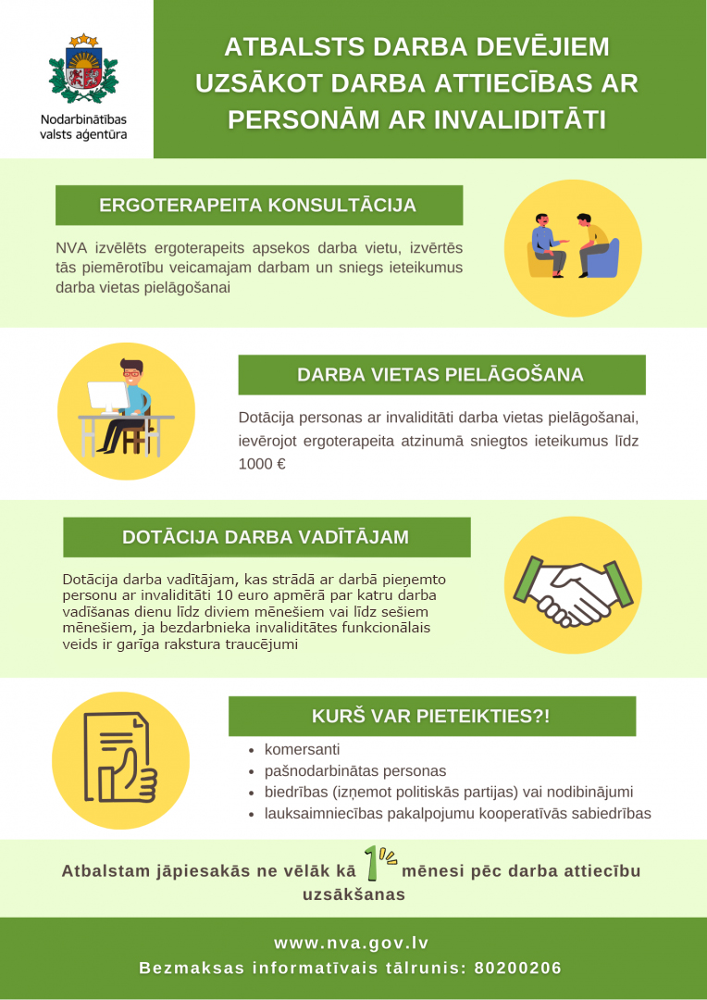 Nodarbinātības
valsts aģentūra
ATBALSTS DARBA DEVĒJIEM
UZSĀKOT DARBA ATTIECĪBAS AR
PERSONĀM AR INVALIDITĀTI
ERGOTERAPEITA KONSULTĀCIJA
NVA izvēlēts ergoterapeits apsekos darba vietu, izvērtēs
tās piemērotību veicamajam darbam un sniegs ieteikumus
darba vietas pielāgošanai
DARBA VIETAS PIELĀGOŠANA
Dotācija personas ar invaliditāti darba vietas pielāgošanai,
ievērojot ergoterapeita atzinumā sniegtos ieteikumus līdz
1000 €
DOTĀCIJA DARBA VADĪTĀJAM
Dotācija darba vadītājam, kas strādā ar darbā pieņemto
personu ar invaliditāti 10 euro apmērā par katru darba
vadīšanas dienu līdz diviem mēnešiem vai līdz sešiem
mēnešiem, ja bezdarbnieka invaliditātes funkcionālais
veids ir garīga rakstura traucējumi
KURŠ VAR PIETEIKTIES?!
• komersanti
• pašnodarbinātas personas
• biedrības (izņemot politiskās partijas) vai nodibinājumi
• lauksaimniecības pakalpojumu kooperatīvās sabiedrības
Atbalstam jāpiesakās ne vēlāk kā 1 mēnesi pēc darba attiecību
uzsākšanas
www.nva.gov.lv
Bezmaksas informatīvais tālrunis: 80200206